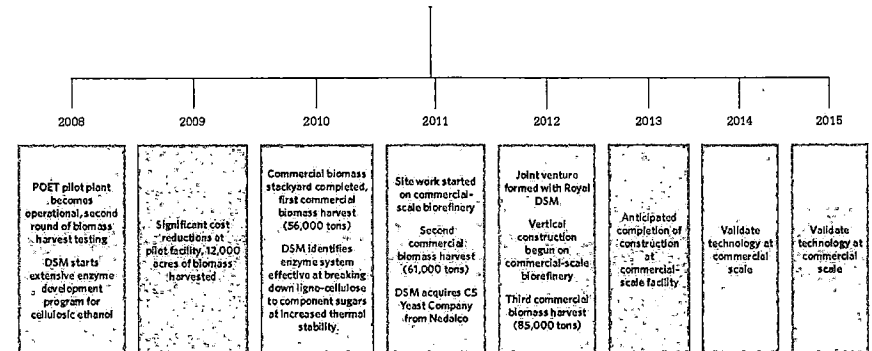 2008
2009
2010
2011
2012
2013
2014
2015
POET pilot plant
becomes
operational, second
round of biomass
harvest testing
DSM starts
extensive enzyme
development
program for
cellulosic ethanol
Significant cost
reductions at
pilot facility, 12,000
acres of biomass
harvested
Commercial biomass
stackyard completed,
first commercial
biomass harvest
(56,000 tons)
DSM identifies
enzyme system
effective at breaking
down ligno-cellulose
to component sugars
at increased thermal
stability
Site work started
on commercial-
scale biorefinery
Second
commercial
biomass harvest
(61,000 tons)
DSM acquires C5
Yeast Company
from Nedalco
Joint venture
formed with Royal
DSM
Vertical
construction
begun on
commercial-scale
biorefinery
Third commercial
biomass harvest
(85,000 tons)
Anticipated
completion of
construction
at
commercial-
scale facility
Validate
technology at
commercial
scale
Validate
technology at
commercial
scale